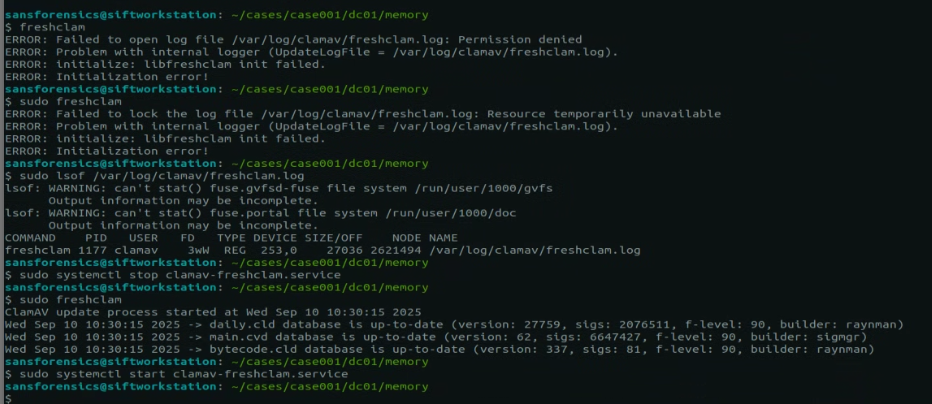 sansforensics@siftworkstation: ~/cases/case001/dc01/memory
$ freshclam
ERROR: Failed to open log file /var/log/clamav/freshclam.log: Permission denied
ERROR: Problem with internal logger (UpdateLogFile = /var/log/clamav/freshclam.log).
ERROR: initialize: libfreshclam init failed.
ERROR: Initialization error!
sansforensics@siftworkstation: ~/cases/case001/dc01/memory
$ sudo freshclam
ERROR: Failed to lock the log file /var/log/clamav/freshclam.log: Resource temporarily unavailable
ERROR: Problem with internal logger (UpdateLogFile = /var/log/clamav/freshclam.log).
ERROR: initialize: libfreshclam init failed.
ERROR: Initialization error!
sansforensics@siftworkstation: ~/cases/case001/dc01/memory
$ sudo lsof /var/log/clamav/freshclam.log
lsof: WARNING: can't stat() fuse.gvfsd-fuse file system /run/user/1000/gvfs
      Output information may be incomplete.
lsof: WARNING: can't stat() fuse.portal file system /run/user/1000/doc
      Output information may be incomplete.
COMMAND    PID   USER   FD   TYPE DEVICE SIZE/OFF    NODE NAME
freshclam 1177 clamav    3wW  REG  253,0    27036 2621494 /var/log/clamav/freshclam.log
sansforensics@siftworkstation: ~/cases/case001/dc01/memory
$ sudo systemctl stop clamav-freshclam.service
sansforensics@siftworkstation: ~/cases/case001/dc01/memory
$ sudo freshclam
ClamAV update process started at Wed Sep 10 10:30:15 2025
Wed Sep 10 10:30:15 2025 -> daily.cld database is up-to-date (version: 27759, sigs: 2076511, f-level: 90, builder: raynman)
Wed Sep 10 10:30:15 2025 -> main.cvd database is up-to-date (version: 62, sigs: 6647427, f-level: 90, builder: sigmgr)
Wed Sep 10 10:30:15 2025 -> bytecode.cld database is up-to-date (version: 337, sigs: 81, f-level: 90, builder: raynman)
sansforensics@siftworkstation: ~/cases/case001/dc01/memory
$ sudo systemctl start clamav-freshclam.service
sansforensics@siftworkstation: ~/cases/case001/dc01/memory
$